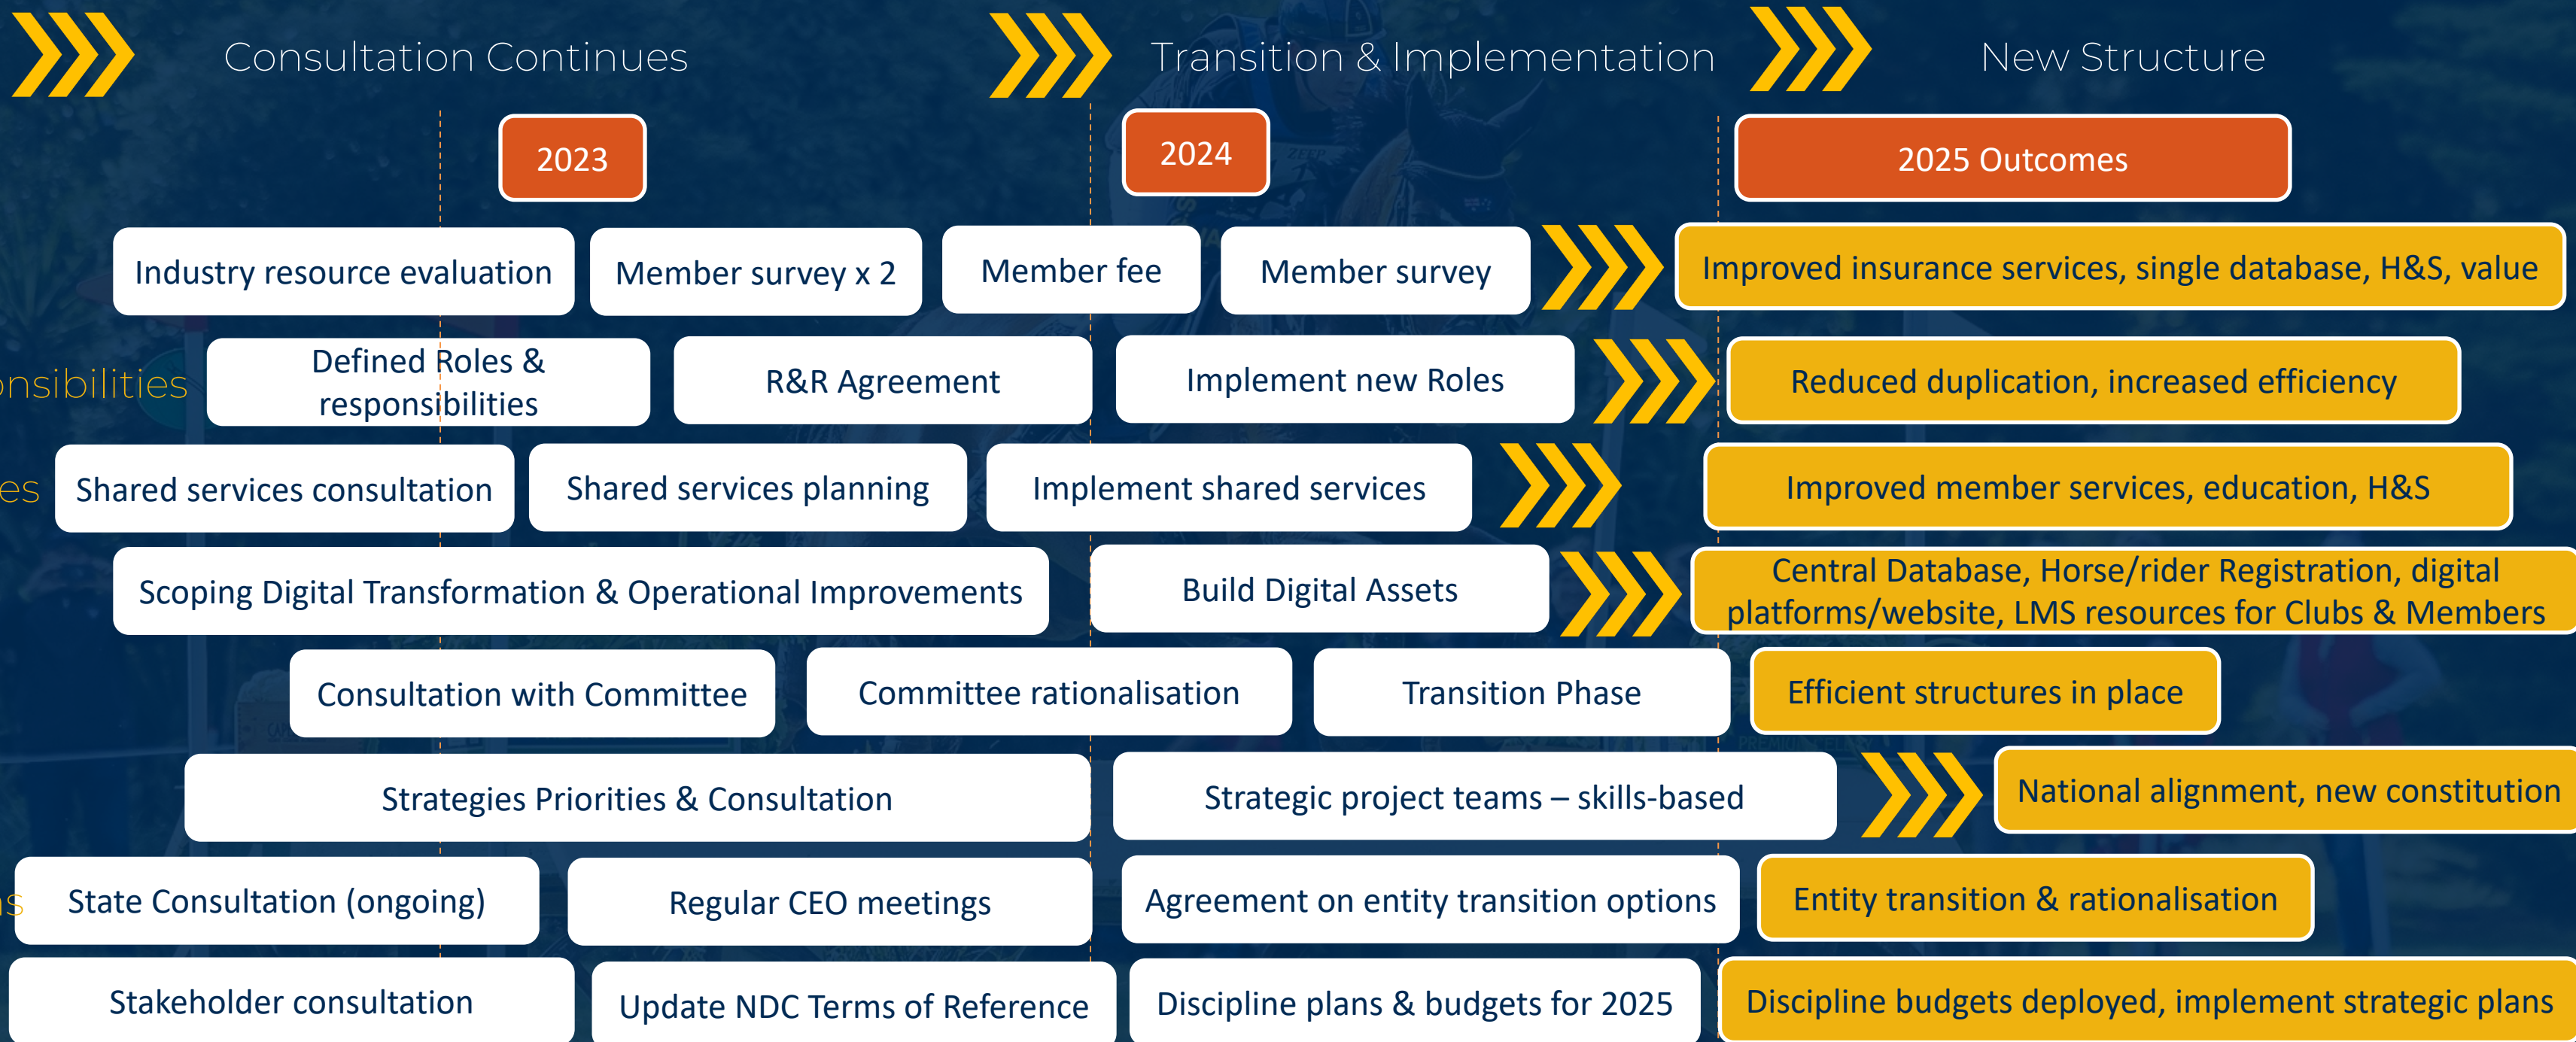 Consultation Continues
Transition & Implementation
New Structure
2023
2024
2025 Outcomes
Industry resource evaluation
Member survey x 2
Member fee
Member survey
Improved insurance services, single database, H&S, value
onsibilities
Defined Roles &
responsibilities
R&R Agreement
Implement new Roles
Reduced duplication, increased efficiency
es
Shared services consultation
Shared services planning
Implement shared services
Improved member services, education, H&S
Scoping Digital Transformation & Operational Improvements
Build Digital Assets
Central Database, Horse/rider Registration, digital
platforms/website, LMS resources for Clubs & Members
Consultation with Committee
Committee rationalisation
Transition Phase
Efficient structures in place
Strategies Priorities & Consultation
Strategic project teams – skills-based
National alignment, new constitution
s
State Consultation (ongoing)
Regular CEO meetings
Agreement on entity transition options
Entity transition & rationalisation
Stakeholder consultation
Update NDC Terms of Reference
Discipline plans & budgets for 2025
Discipline budgets deployed, implement strategic plans